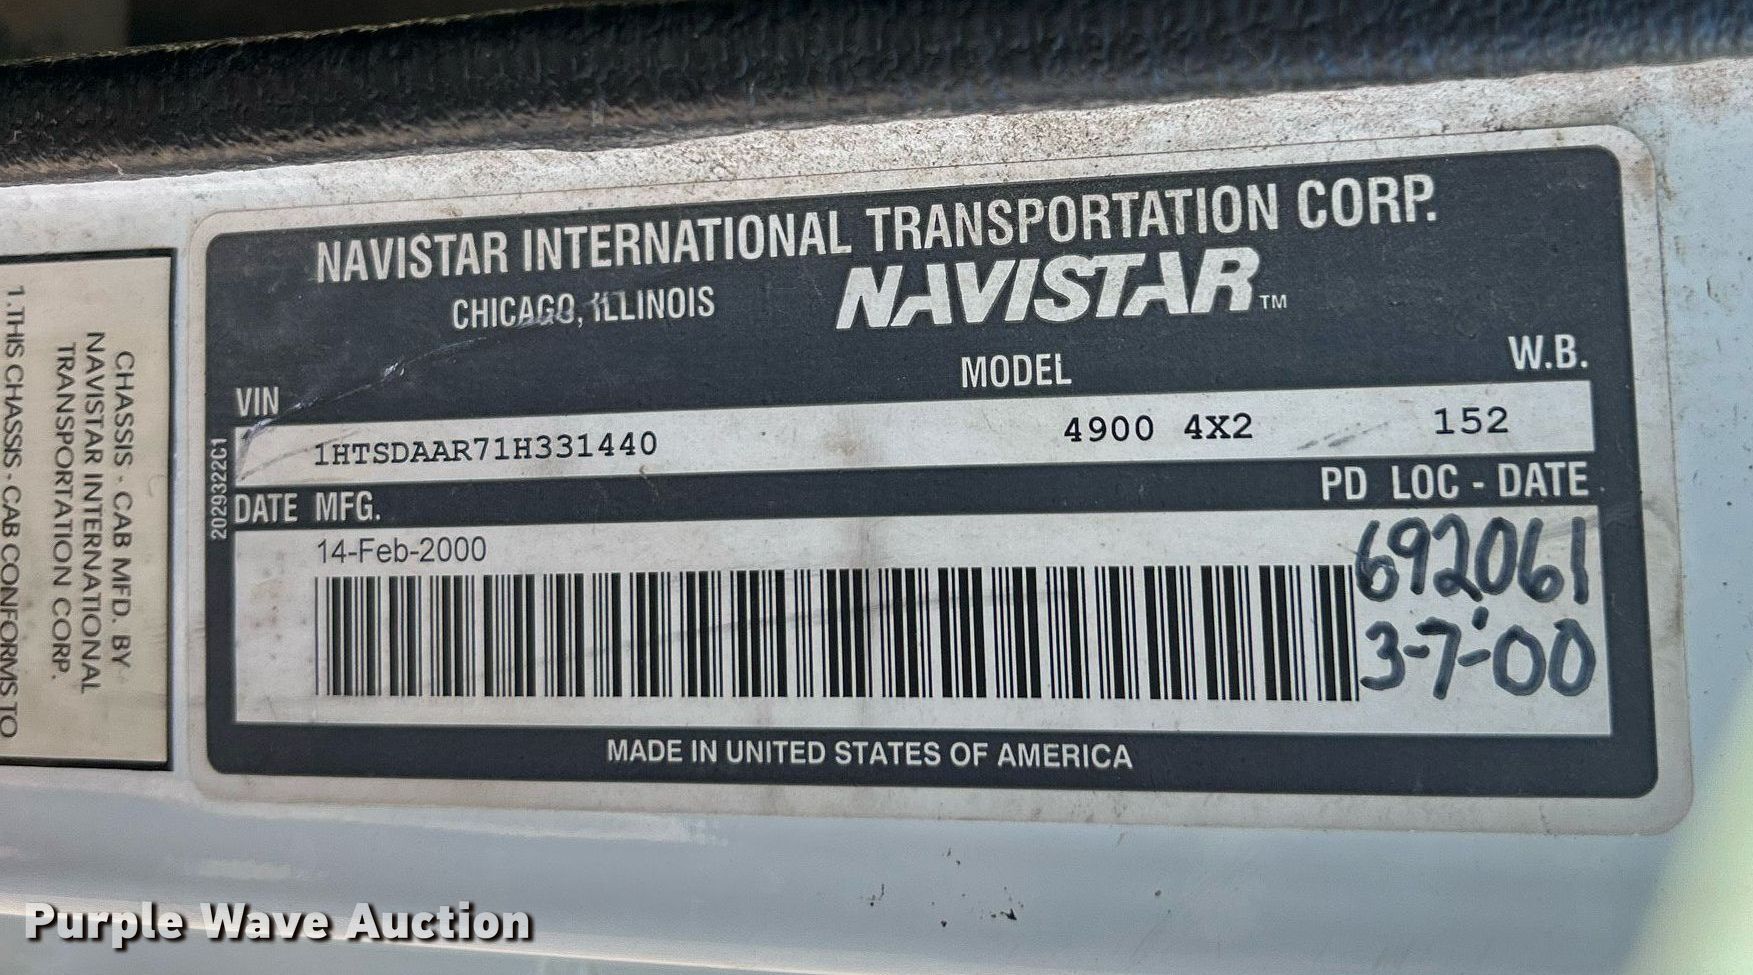 NAVISTAR INTERNATIONAL TRANSPORTATION CORP.
CHICAGO, ILLINOIS
NAVISTAR™
VIN
MODEL
W.B.
1HTSDAAR71H331440
4900 4X2
152
DATE MFG.
PD LOC - DATE
14-Feb-2000
692061
3-7-'00
MADE IN UNITED STATES OF AMERICA
2029322C1
CHASSIS - CAB MFD. BY
NAVISTAR INTERNATIONAL
TRANSPORTATION CORP.
1. THIS CHASSIS - CAB CONFORMS TO
Purple Wave Auction